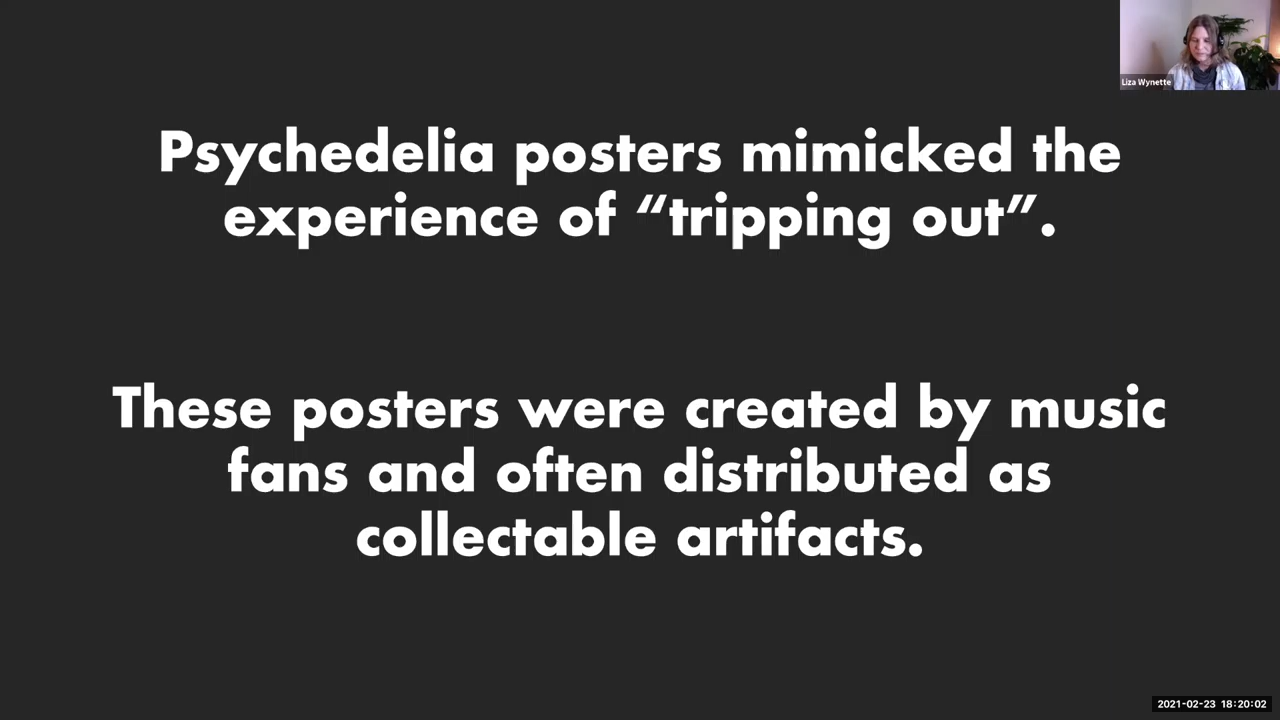 Liza Wynette
Psychedelia posters mimicked the
experience of “tripping out”.
These posters were created by music
fans and often distributed as
collectable artifacts.
2021-02-23 18:20:02